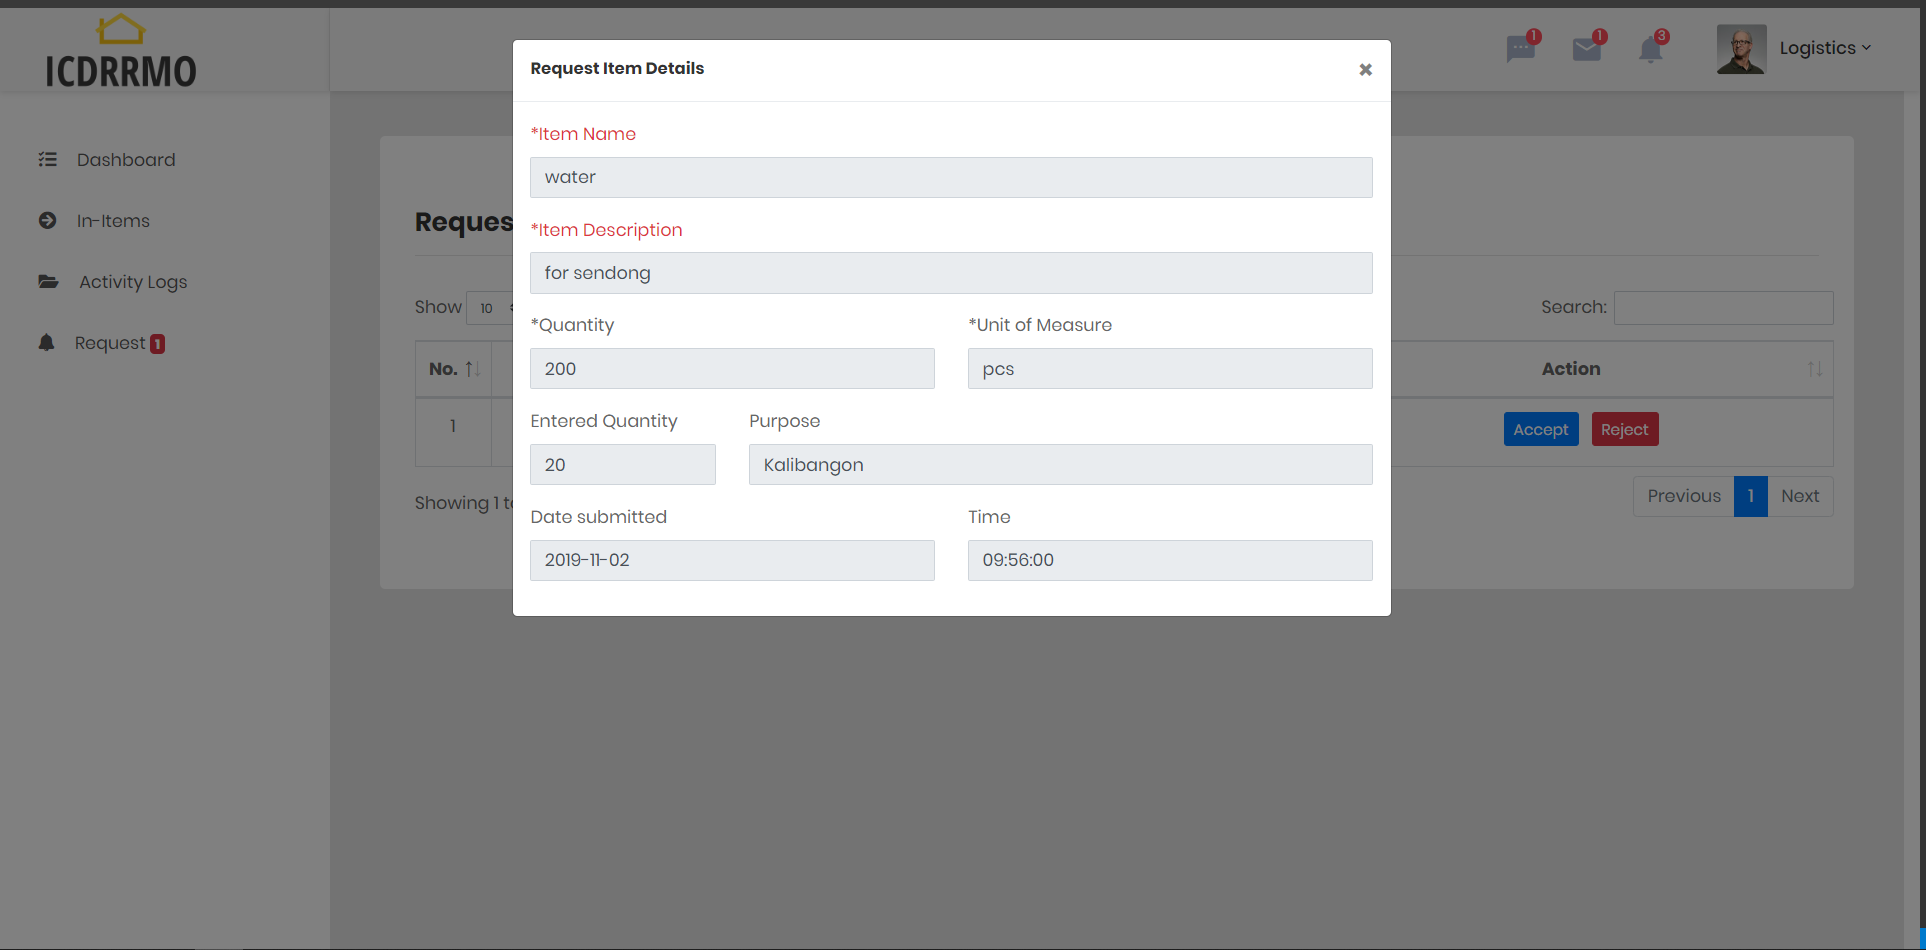 ICDRRMO
Dashboard
In-Items
Activity Logs
Request 1
1 1 3 Logistics
Request Item Details ×
*Item Name
water
*Item Description
for sendong
*Quantity *Unit of Measure
200 pcs
Entered Quantity Purpose
20 Kalibangon
Date submitted Time
2019-11-02 09:56:00
Show 10 Search:
No. Action
1 Accept Reject
Showing 1
Previous 1 Next